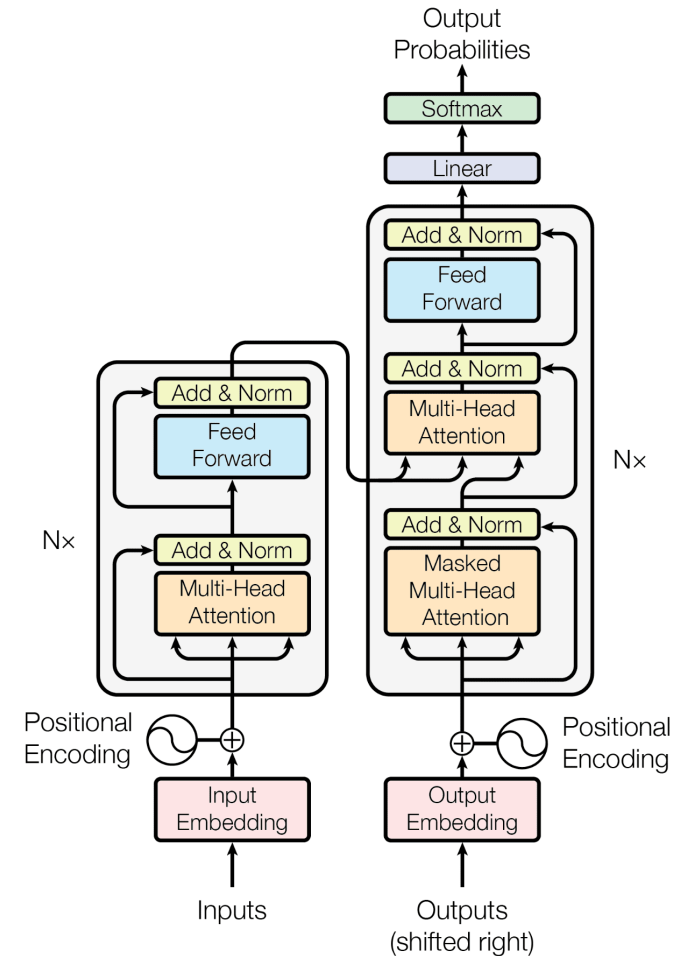 Output
Probabilities
Softmax
Linear
Add & Norm
Feed
Forward
Add & Norm
Multi-Head
Attention
Add & Norm
Masked
Multi-Head
Attention
N×
Add & Norm
Feed
Forward
Add & Norm
Multi-Head
Attention
N×
Positional
Encoding
Positional
Encoding
Input
Embedding
Output
Embedding
Inputs
Outputs
(shifted right)